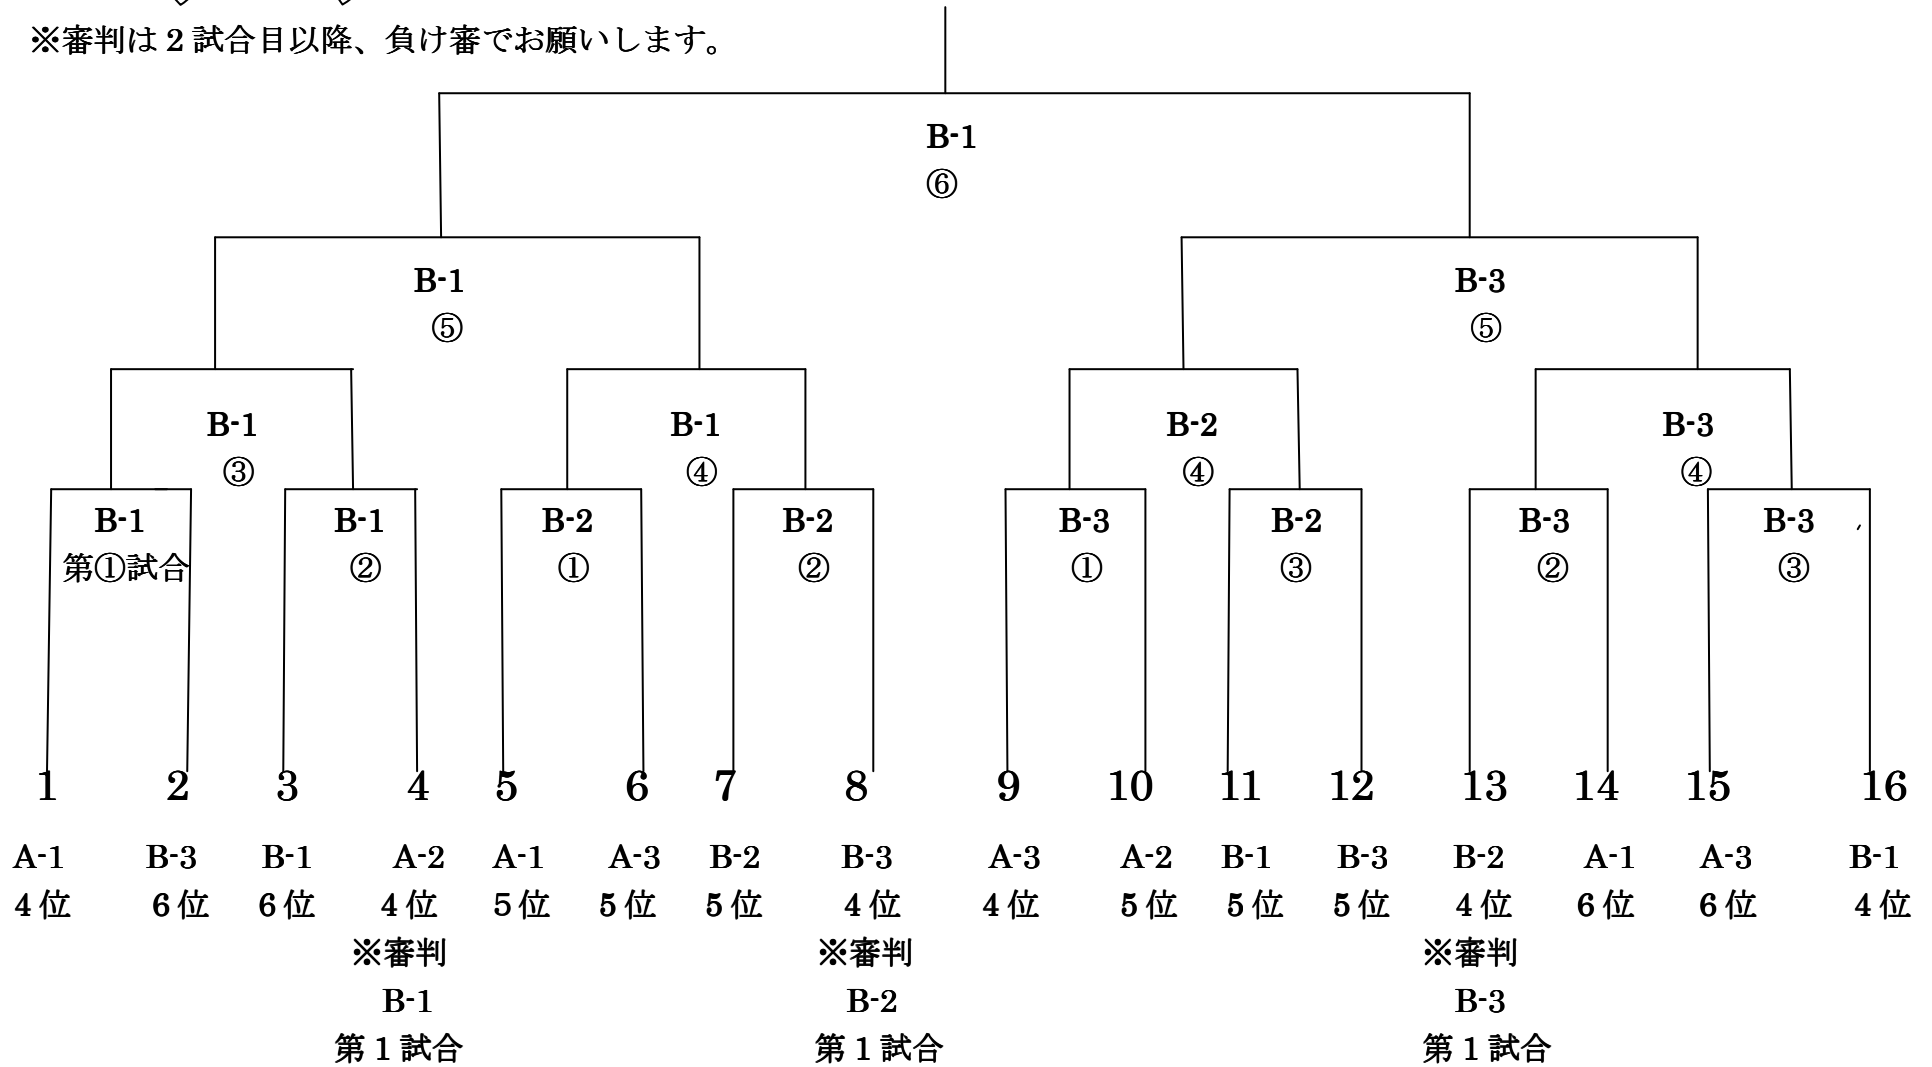 ※審判は2試合目以降、負け審でお願いします。
B-1
⑥
B-1 B-3
⑤ ⑤
B-1 B-1 B-2 B-3
③ ④ ④ ④
B-1 B-1 B-2 B-2 B-3 B-2 B-3 B-3
第①試合 ② ① ② ① ③ ② ③
1 2 3 4 5 6 7 8 9 10 11 12 13 14 15 16
A-1 B-3 B-1 A-2 A-1 A-3 B-2 B-3 A-3 A-2 B-1 B-3 B-2 A-1 A-3 B-1
4位 6位 6位 4位 5位 5位 5位 4位 4位 5位 5位 5位 4位 6位 6位 4位
※審判 ※審判 ※審判
B-1 B-2 B-3
第1試合 第1試合 第1試合